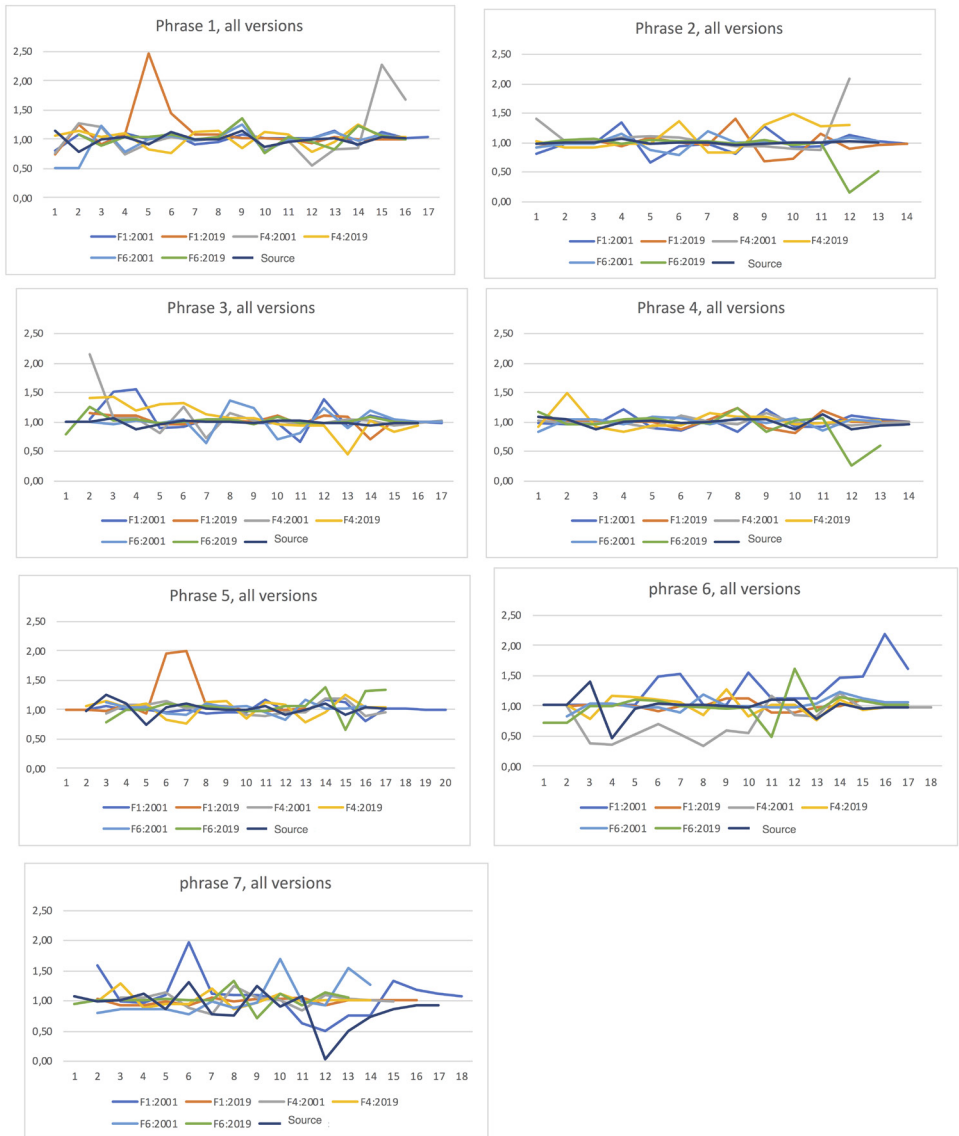 Phrase 1, all versions
2,50
2,00
1,50
1,00
0,50
0,00
1 2 3 4 5 6 7 8 9 10 11 12 13 14 15 16 17
F1:2001 F1:2019 F4:2001 F4:2019
F6:2001 F6:2019 Source
Phrase 2, all versions
2,50
2,00
1,50
1,00
0,50
0,00
1 2 3 4 5 6 7 8 9 10 11 12 13 14
F1:2001 F1:2019 F4:2001 F4:2019
F6:2001 F6:2019 Source
Phrase 3, all versions
2,50
2,00
1,50
1,00
0,50
0,00
1 2 3 4 5 6 7 8 9 10 11 12 13 14 15 16 17
F1:2001 F1:2019 F4:2001 F4:2019
F6:2001 F6:2019 Source
Phrase 4, all versions
2,50
2,00
1,50
1,00
0,50
0,00
1 2 3 4 5 6 7 8 9 10 11 12 13 14
F1:2001 F1:2019 F4:2001 F4:2019
F6:2001 F6:2019 Source
Phrase 5, all versions
2,50
2,00
1,50
1,00
0,50
0,00
1 2 3 4 5 6 7 8 9 10 11 12 13 14 15 16 17 18 19 20
F1:2001 F1:2019 F4:2001 F4:2019
F6:2001 F6:2019 Source
phrase 6, all versions
2,50
2,00
1,50
1,00
0,50
0,00
1 2 3 4 5 6 7 8 9 10 11 12 13 14 15 16 17 18
F1:2001 F1:2019 F4:2001 F4:2019
F6:2001 F6:2019 Source
phrase 7, all versions
2,50
2,00
1,50
1,00
0,50
0,00
1 2 3 4 5 6 7 8 9 10 11 12 13 14 15 16 17 18
F1:2001 F1:2019 F4:2001 F4:2019
F6:2001 F6:2019 Source